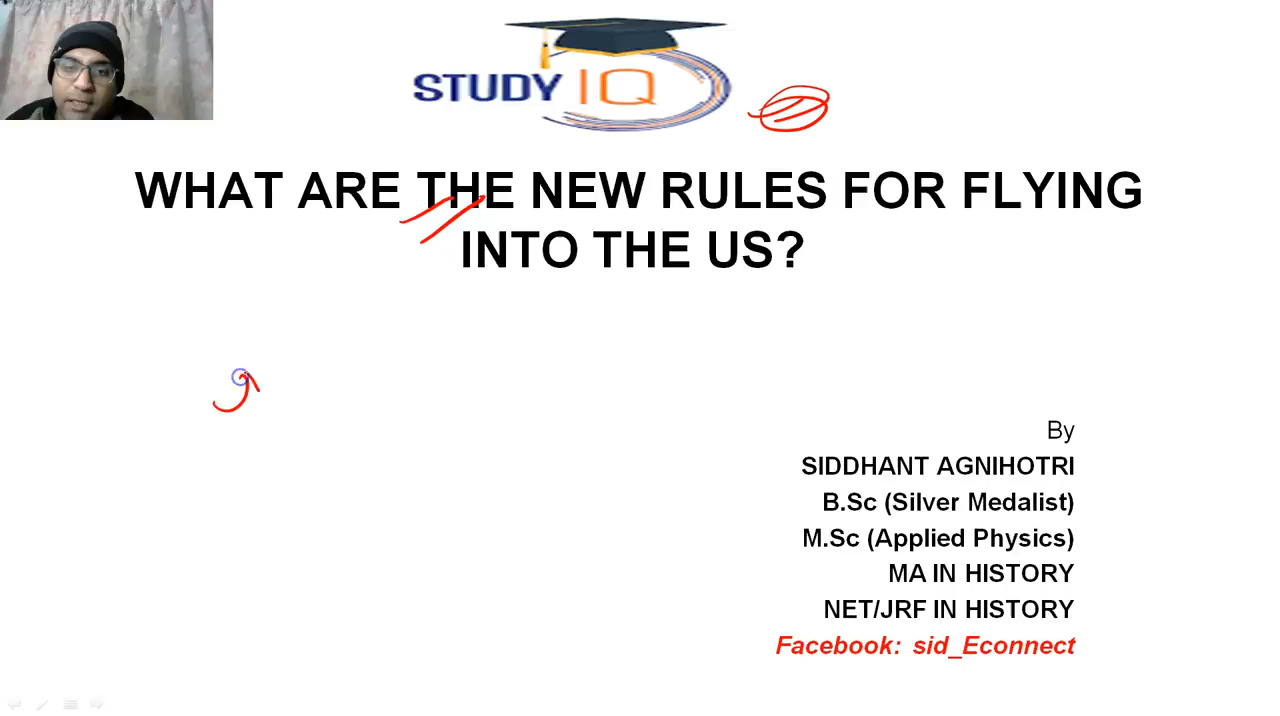 STUDY IQ
WHAT ARE THE NEW RULES FOR FLYING
INTO THE US?
By
SIDDHANT AGNIHOTRI
B.Sc (Silver Medalist)
M.Sc (Applied Physics)
MA IN HISTORY
NET/JRF IN HISTORY
Facebook: sid_Econnect